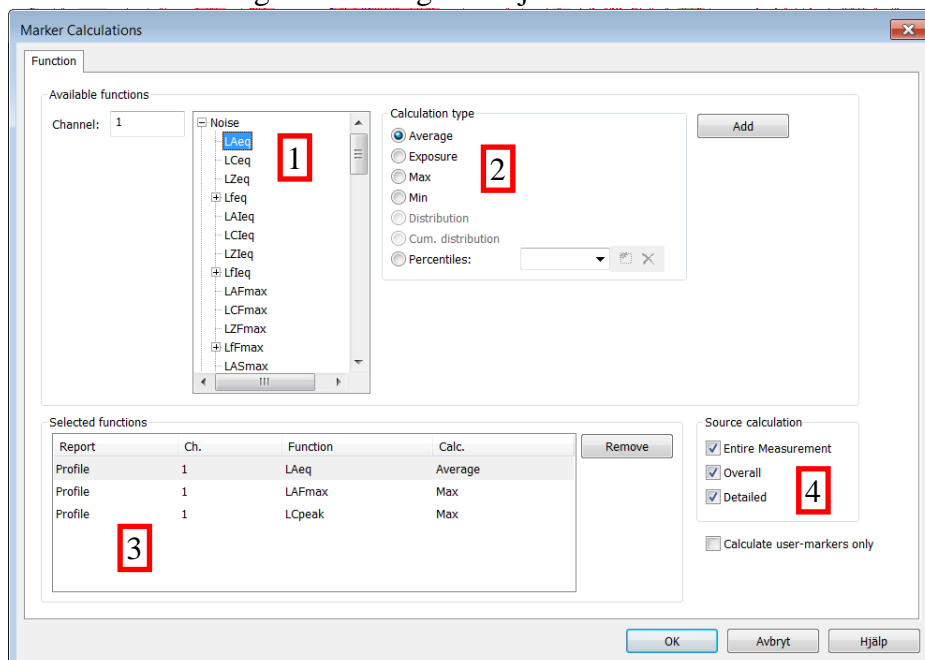 Marker Calculations
Function
Available functions
Channel: 1
Noise
LAeq
LCeq
LZeq
Lfeq
LAIeq
LCIeq
LZIeq
LfIeq
LAFmax
LCFmax
LZFmax
LfFmax
LASmax
1
Calculation type
Average
Exposure
Max
Min
Distribution
Cum. distribution
Percentiles:
2
Add
Selected functions
Report Ch. Function Calc.
Profile 1 LAeq Average
Profile 1 LAFmax Max
Profile 1 LCpeak Max
3
Remove
Source calculation
Entire Measurement
Overall
Detailed
4
Calculate user-markers only
OK Avbryt Hjälp